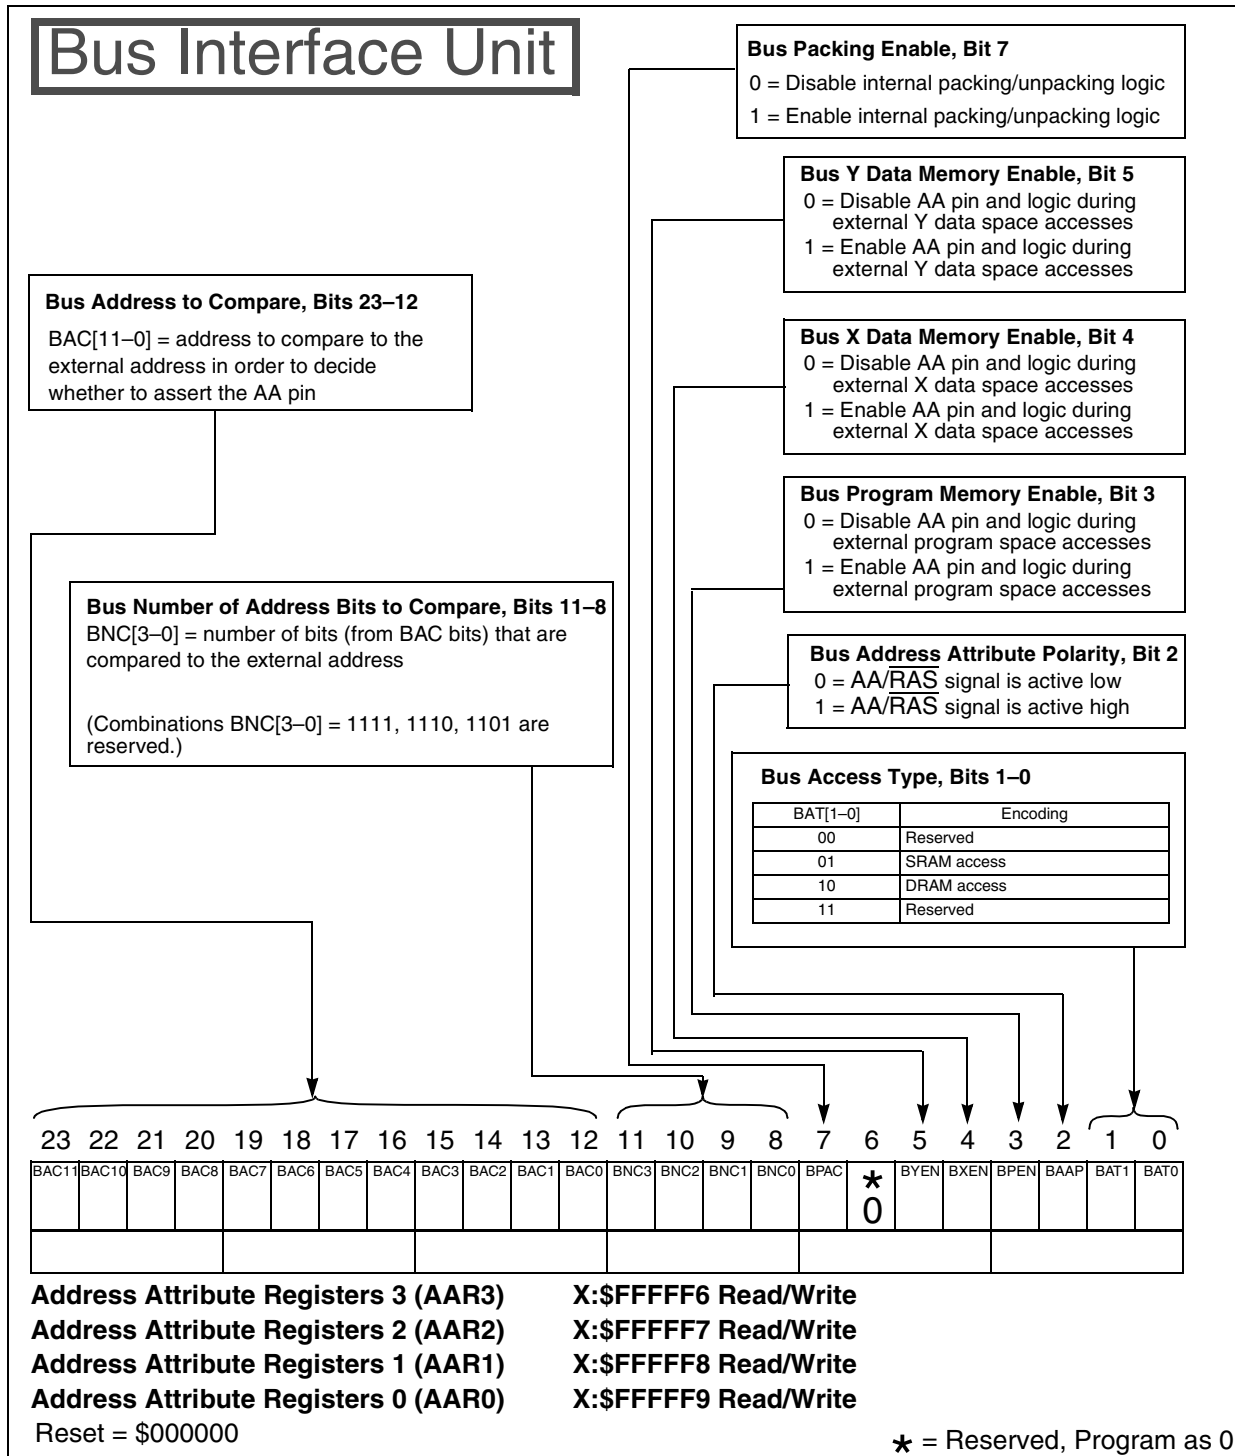 Bus Interface Unit
Bus Packing Enable, Bit 7
0 = Disable internal packing/unpacking logic
1 = Enable internal packing/unpacking logic
Bus Y Data Memory Enable, Bit 5
0 = Disable AA pin and logic during
external Y data space accesses
1 = Enable AA pin and logic during
external Y data space accesses
Bus Address to Compare, Bits 23–12
BAC[11–0] = address to compare to the
external address in order to decide
whether to assert the AA pin
Bus X Data Memory Enable, Bit 4
0 = Disable AA pin and logic during
external X data space accesses
1 = Enable AA pin and logic during
external X data space accesses
Bus Program Memory Enable, Bit 3
0 = Disable AA pin and logic during
external program space accesses
1 = Enable AA pin and logic during
external program space accesses
Bus Number of Address Bits to Compare, Bits 11–8
BNC[3–0] = number of bits (from BAC bits) that are
compared to the external address
(Combinations BNC[3–0] = 1111, 1110, 1101 are
reserved.)
Bus Address Attribute Polarity, Bit 2
0 = AA/RAS signal is active low
1 = AA/RAS signal is active high
Bus Access Type, Bits 1–0
BAT[1–0] Encoding
00 Reserved
01 SRAM access
10 DRAM access
11 Reserved
23 22 21 20 19 18 17 16 15 14 13 12 11 10 9 8 7 6 5 4 3 2 1 0
BAC11 BAC10 BAC9 BAC8 BAC7 BAC6 BAC5 BAC4 BAC3 BAC2 BAC1 BAC0 BNC3 BNC2 BNC1 BNC0 BPAC * BYEN BXEN BPEN BAAP BAT1 BAT0
0
Address Attribute Registers 3 (AAR3) X:$FFFFF6 Read/Write
Address Attribute Registers 2 (AAR2) X:$FFFFF7 Read/Write
Address Attribute Registers 1 (AAR1) X:$FFFFF8 Read/Write
Address Attribute Registers 0 (AAR0) X:$FFFFF9 Read/Write
Reset = $000000
* = Reserved, Program as 0